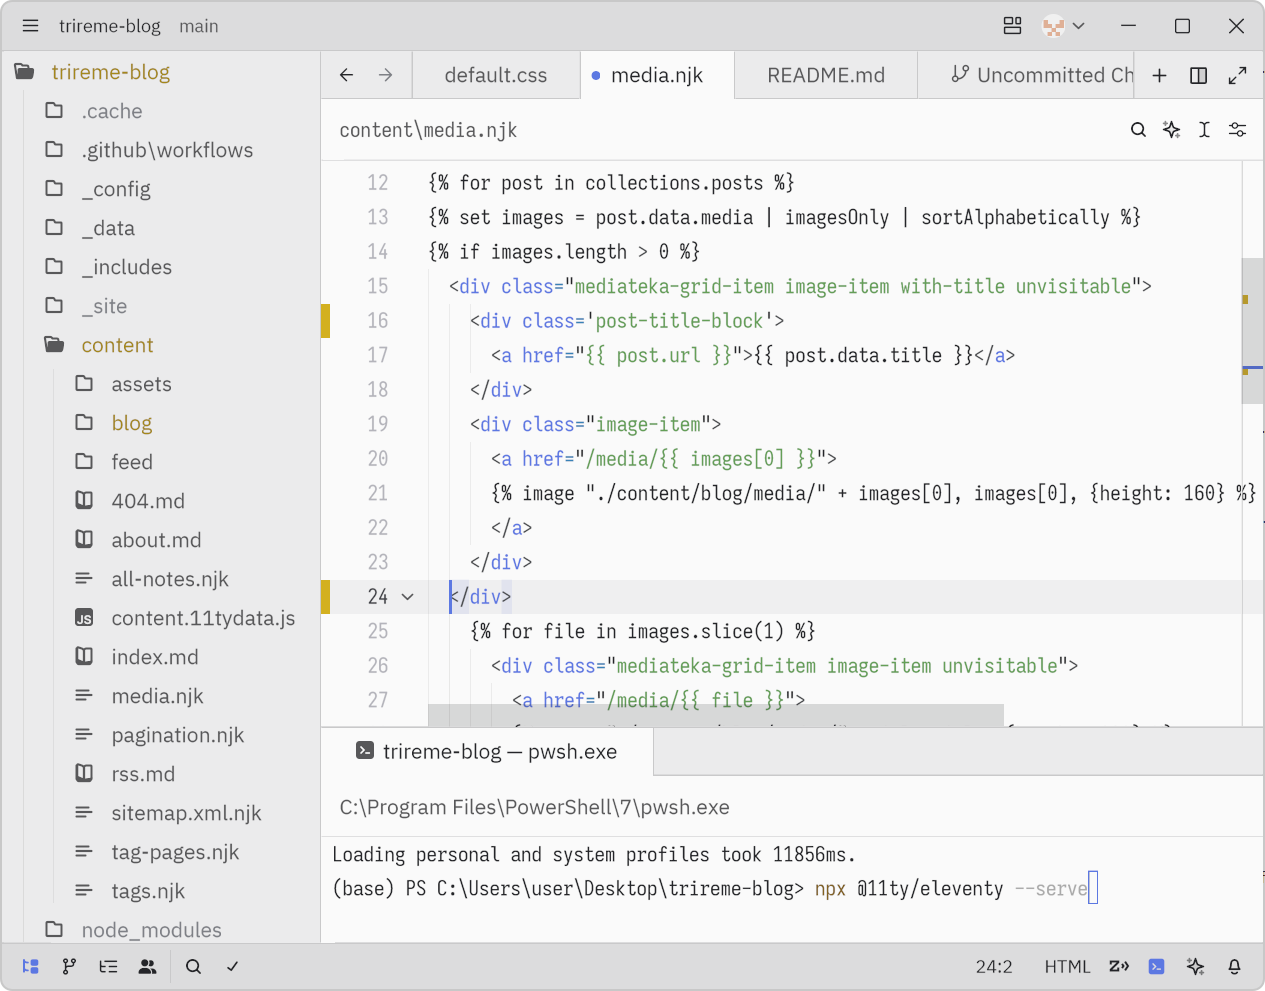 trireme-blog main
trireme-blog
.cache
.github\workflows
_config
_data
_includes
_site
content
assets
blog
feed
404.md
about.md
all-notes.njk
JS content.11tydata.js
index.md
media.njk
pagination.njk
rss.md
sitemap.xml.njk
tag-pages.njk
tags.njk
node_modules
default.css
media.njk
README.md
Uncommitted Ch
content\media.njk
12 {% for post in collections.posts %}
13 {% set images = post.data.media | imagesOnly | sortAlphabetically %}
14 {% if images.length > 0 %}
15 <div class="mediateka-grid-item image-item with-title unvisitable">
16 <div class='post-title-block'>
17 <a href="{{ post.url }}">{{ post.data.title }}</a>
18 </div>
19 <div class="image-item">
20 <a href="/media/{{ images[0] }}">
21 {% image "./content/blog/media/" + images[0], images[0], {height: 160} %}
22 </a>
23 </div>
24 </div>
25 {% for file in images.slice(1) %}
26 <div class="mediateka-grid-item image-item unvisitable">
27 <a href="/media/{{ file }}">
trireme-blog — pwsh.exe
C:\Program Files\PowerShell\7\pwsh.exe
Loading personal and system profiles took 11856ms.
(base) PS C:\Users\user\Desktop\trireme-blog> npx @11ty/eleventy --serve
24:2 HTML